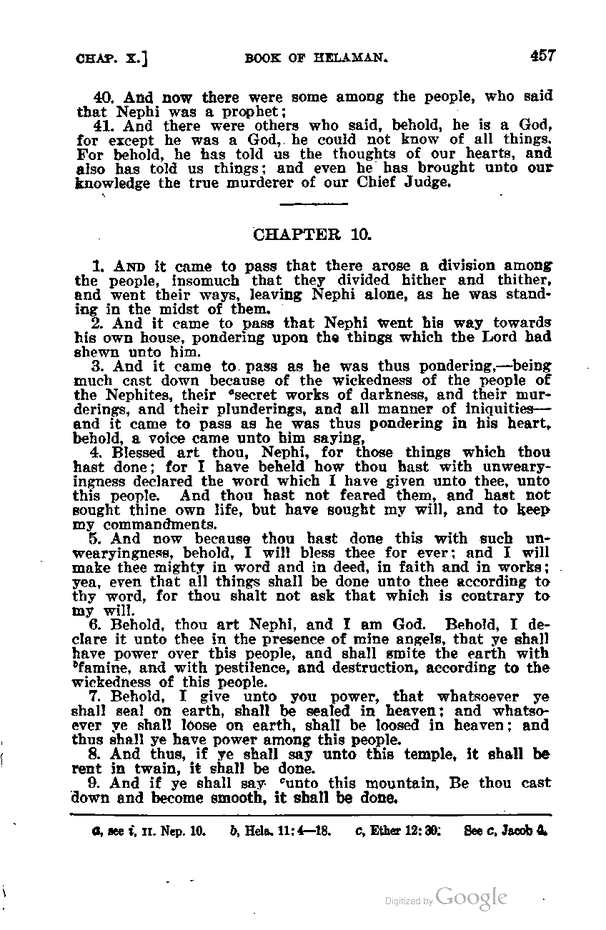 CHAP. X.] BOOK OF HELAMAN. 457
40. And now there were some among the people, who said
that Nephi was a prophet;
41. And there were others who said, behold, he is a God,
for except he was a God, he could not know of all things.
For behold, he has told us the thoughts of our hearts, and
also has told us things; and even he has brought unto our
knowledge the true murderer of our Chief Judge.
CHAPTER 10.
1. AND it came to pass that there arose a division among
the people, insomuch that they divided hither and thither,
and went their ways, leaving Nephi alone, as he was stand-
ing in the midst of them.
2. And it came to pass that Nephi went his way towards
his own house, pondering upon the things which the Lord had
shewn unto him.
3. And it came to pass as he was thus pondering,—being
much cast down because of the wickedness of the people of
the Nephites, their ᵃsecret works of darkness, and their mur-
derings, and their plunderings, and all manner of iniquities—
and it came to pass as he was thus pondering in his heart,
behold, a voice came unto him saying,
4. Blessed art thou, Nephi, for those things which thou
hast done; for I have beheld how thou hast with unweary-
ingness declared the word which I have given unto thee, unto
this people. And thou hast not feared them, and hast not
sought thine own life, but have sought my will, and to keep
my commandments.
5. And now because thou hast done this with such un-
wearyingness, behold, I will bless thee for ever; and I will
make thee mighty in word and in deed, in faith and in works;
yea, even that all things shall be done unto thee according to
thy word, for thou shalt not ask that which is contrary to
my will.
6. Behold, thou art Nephi, and I am God. Behold, I de-
clare it unto thee in the presence of mine angels, that ye shall
have power over this people, and shall smite the earth with
ᵇfamine, and with pestilence, and destruction, according to the
wickedness of this people.
7. Behold, I give unto you power, that whatsoever ye
shall seal on earth, shall be sealed in heaven; and whatso-
ever ye shall loose on earth, shall be loosed in heaven; and
thus shall ye have power among this people.
8. And thus, if ye shall say unto this temple, it shall be
rent in twain, it shall be done.
9. And if ye shall say ᶜunto this mountain, Be thou cast
down and become smooth, it shall be done.
a, see i, II. Nep. 10. b, Hela. 11: 4—18. c, Ether 12: 30. See c, Jacob 4.
Digitized by Google